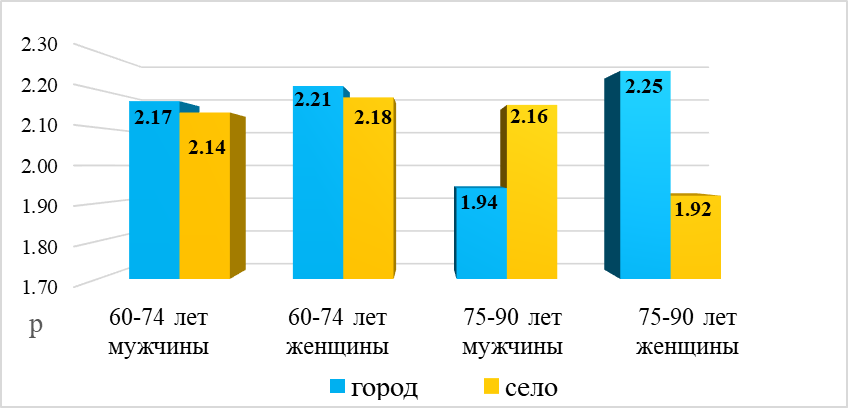 2.30
2.20
2.10
2.00
1.90
1.80
1.70
2.17
2.14
2.21
2.18
1.94
2.16
2.25
1.92
р
60-74 лет
мужчины
60-74 лет
женщины
75-90 лет
мужчины
75-90 лет
женщины
город
село